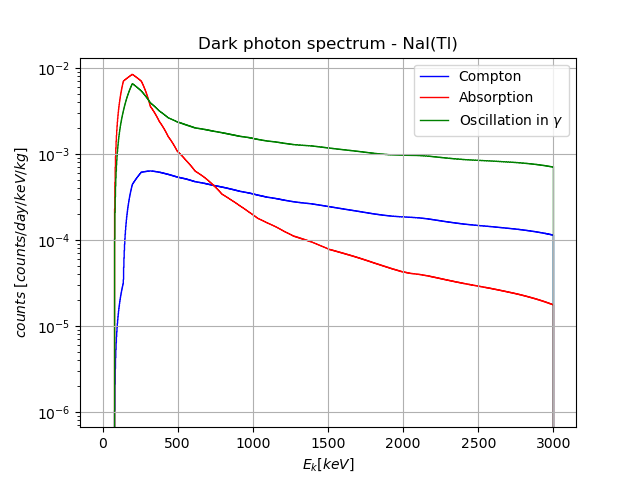 Dark photon spectrum - NaI(Tl)
Compton
Absorption
Oscillation in γ
counts [counts/day/keV/kg]
10⁻²
10⁻³
10⁻⁴
10⁻⁵
10⁻⁶
0 500 1000 1500 2000 2500 3000
E_k[keV]